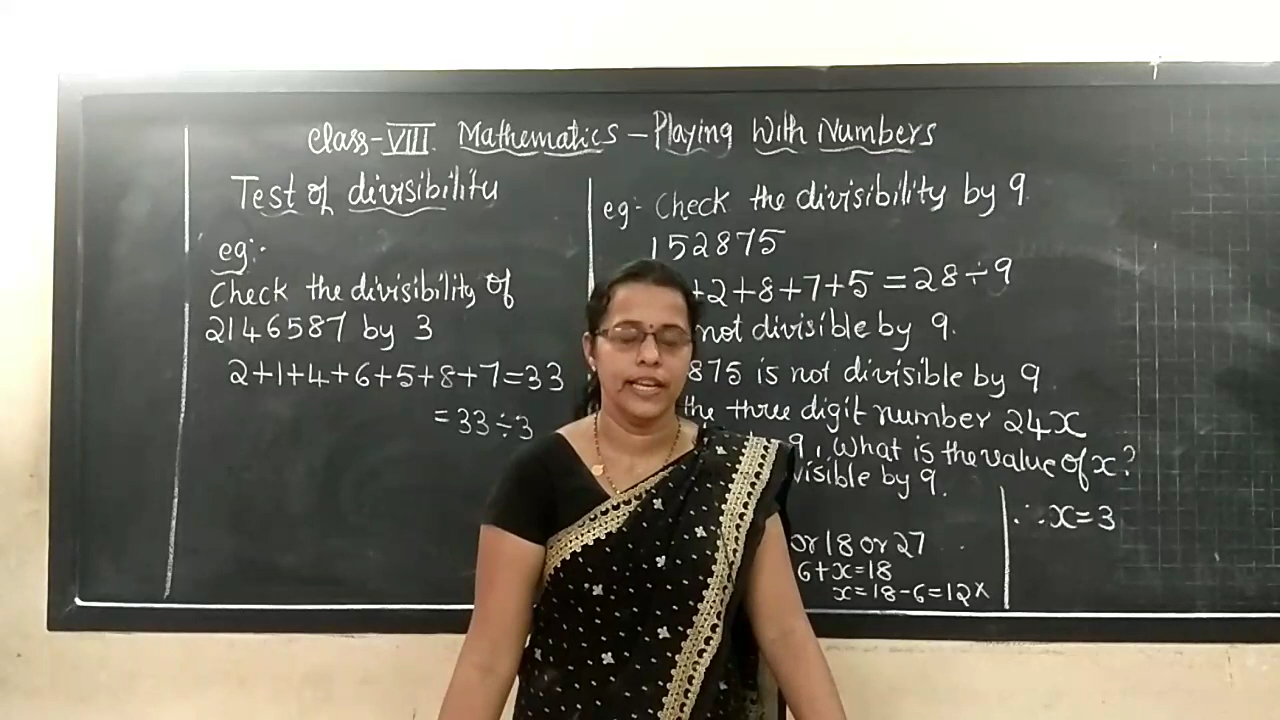 Class-VIII. Mathematics – Playing With Numbers
Test of divisibility
eg:-
Check the divisibility of
2146587 by 3
2+1+4+6+5+8+7=33
=33÷3
eg:- Check the divisibility by 9
152875
+2+8+7+5=28÷9
not divisible by 9.
875 is not divisible by 9
the three digit number 24x
9, What is the value of x?
visible by 9.
or 18 or 27
6+x=18
x=18-6=12×
∴x=3